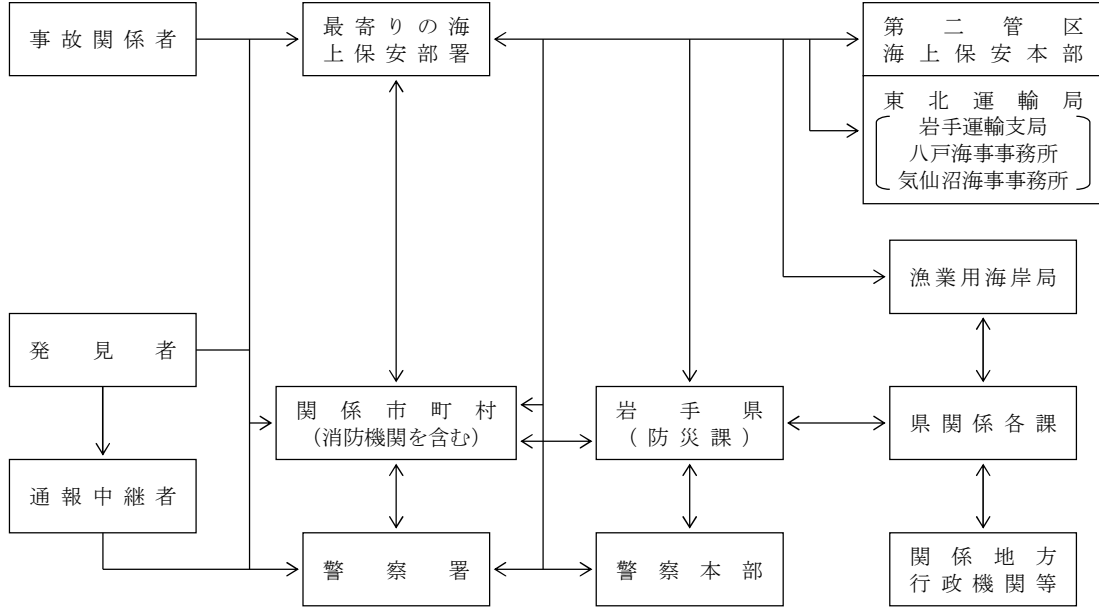 事故関係者
最寄りの海
上保安部署
第二管区
海上保安本部
東北運輸局
岩手運輸支局
八戸海事事務所
気仙沼海事事務所
漁業用海岸局
発見者
関係市町村
(消防機関を含む)
岩手県
(防災課)
県関係各課
通報中継者
警察署
警察本部
関係地方
行政機関等